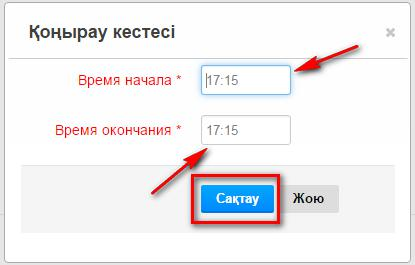 Қоңырау кестесі ×
Время начала * 17:15
Время окончания * 17:15
Сақтау Жою